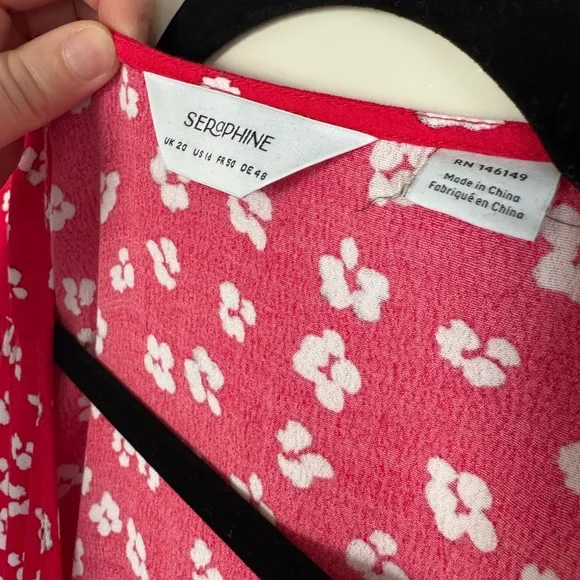 SERAPHINE
UK 20 US 16 FR 50 DE 48
RN 146149
Made in China
Fabriqué en China